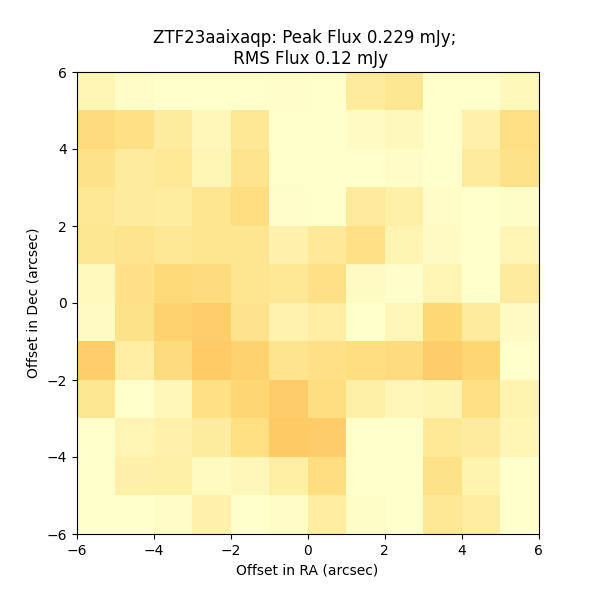 ZTF23aaixaqp: Peak Flux 0.229 mJy;
RMS Flux 0.12 mJy
6
4
2
0
−2
−4
−6
Offset in Dec (arcsec)
−6 −4 −2 0 2 4 6
Offset in RA (arcsec)